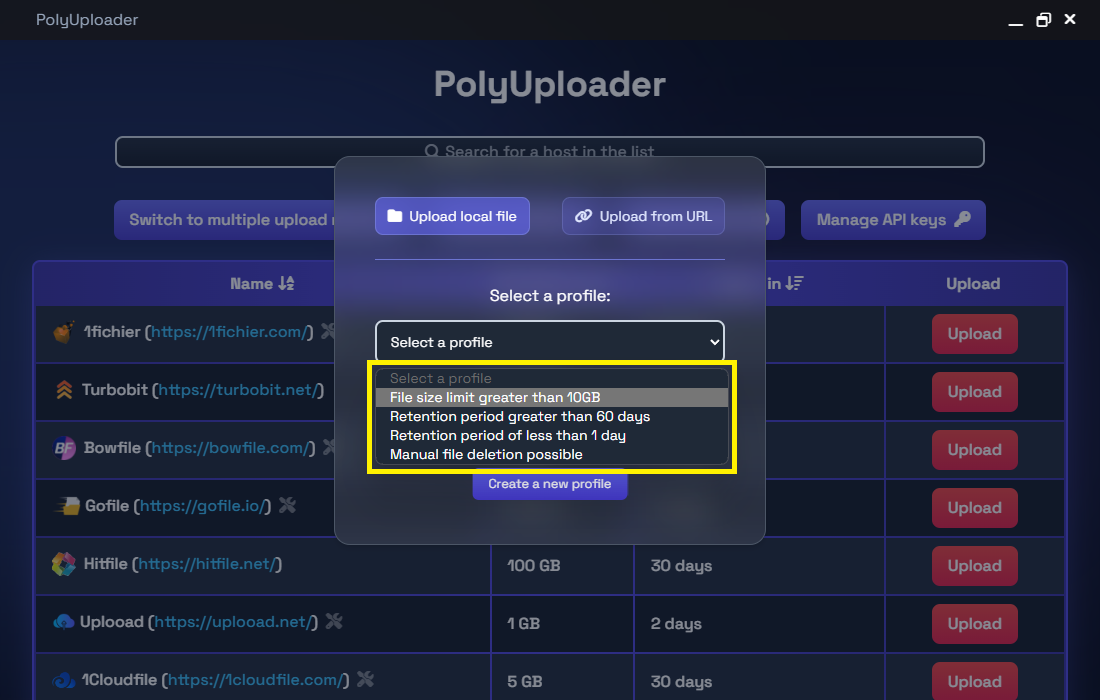 PolyUploader
PolyUploader
Search for a host in the list
Switch to multiple upload
Manage API keys
Upload local file
Upload from URL
Name
in
Upload
Select a profile:
Select a profile
Select a profile
File size limit greater than 10GB
Retention period greater than 60 days
Retention period of less than 1 day
Manual file deletion possible
Create a new profile
1fichier (https://1fichier.com/)
Upload
Turbobit (https://turbobit.net/)
Upload
BF Bowfile (https://bowfile.com/)
Upload
Gofile (https://gofile.io/)
Upload
Hitfile (https://hitfile.net/)
100 GB
30 days
Upload
Uplooad (https://uplooad.net/)
1 GB
2 days
Upload
1Cloudfile (https://1cloudfile.com/)
5 GB
30 days
Upload